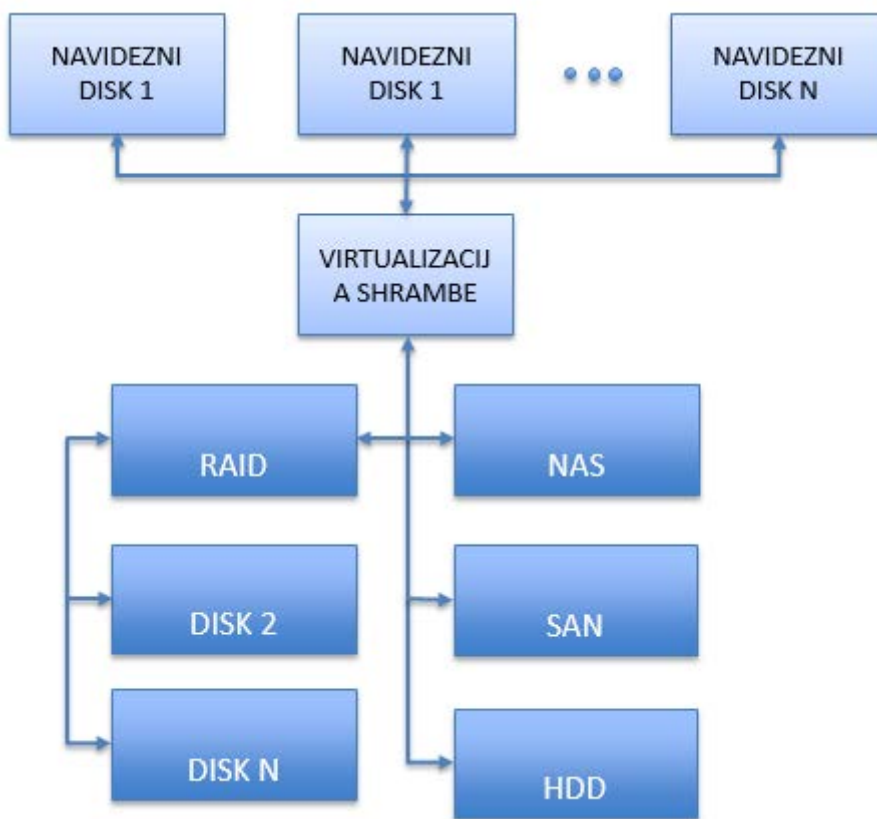 NAVIDEZNI
DISK 1
NAVIDEZNI
DISK 1
NAVIDEZNI
DISK N
VIRTUALIZACIJ
A SHRAMBE
RAID
NAS
DISK 2
SAN
DISK N
HDD